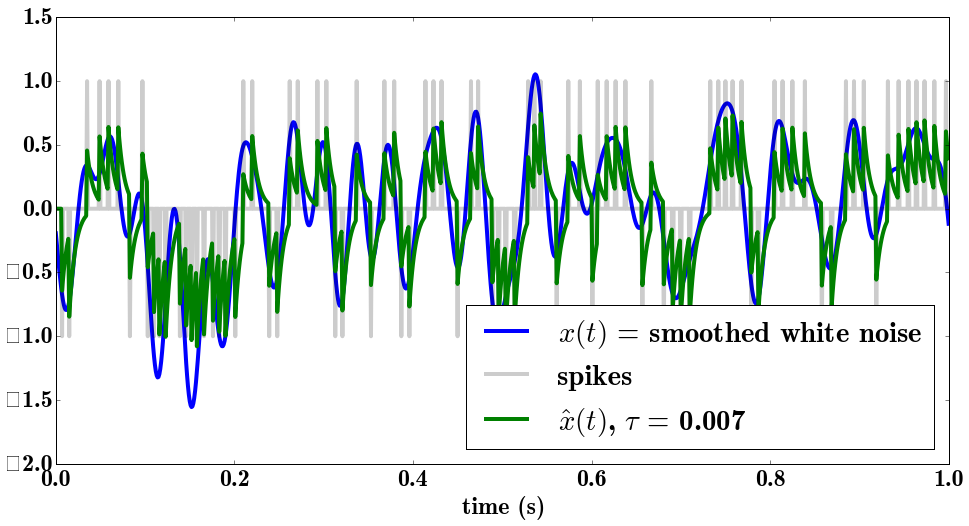 1.5
1.0
0.5
0.0
□0.5
□1.0
□1.5
□2.0
0.0 0.2 0.4 0.6 0.8 1.0
time (s)
x(t) = smoothed white noise
spikes
x̂(t), τ = 0.007